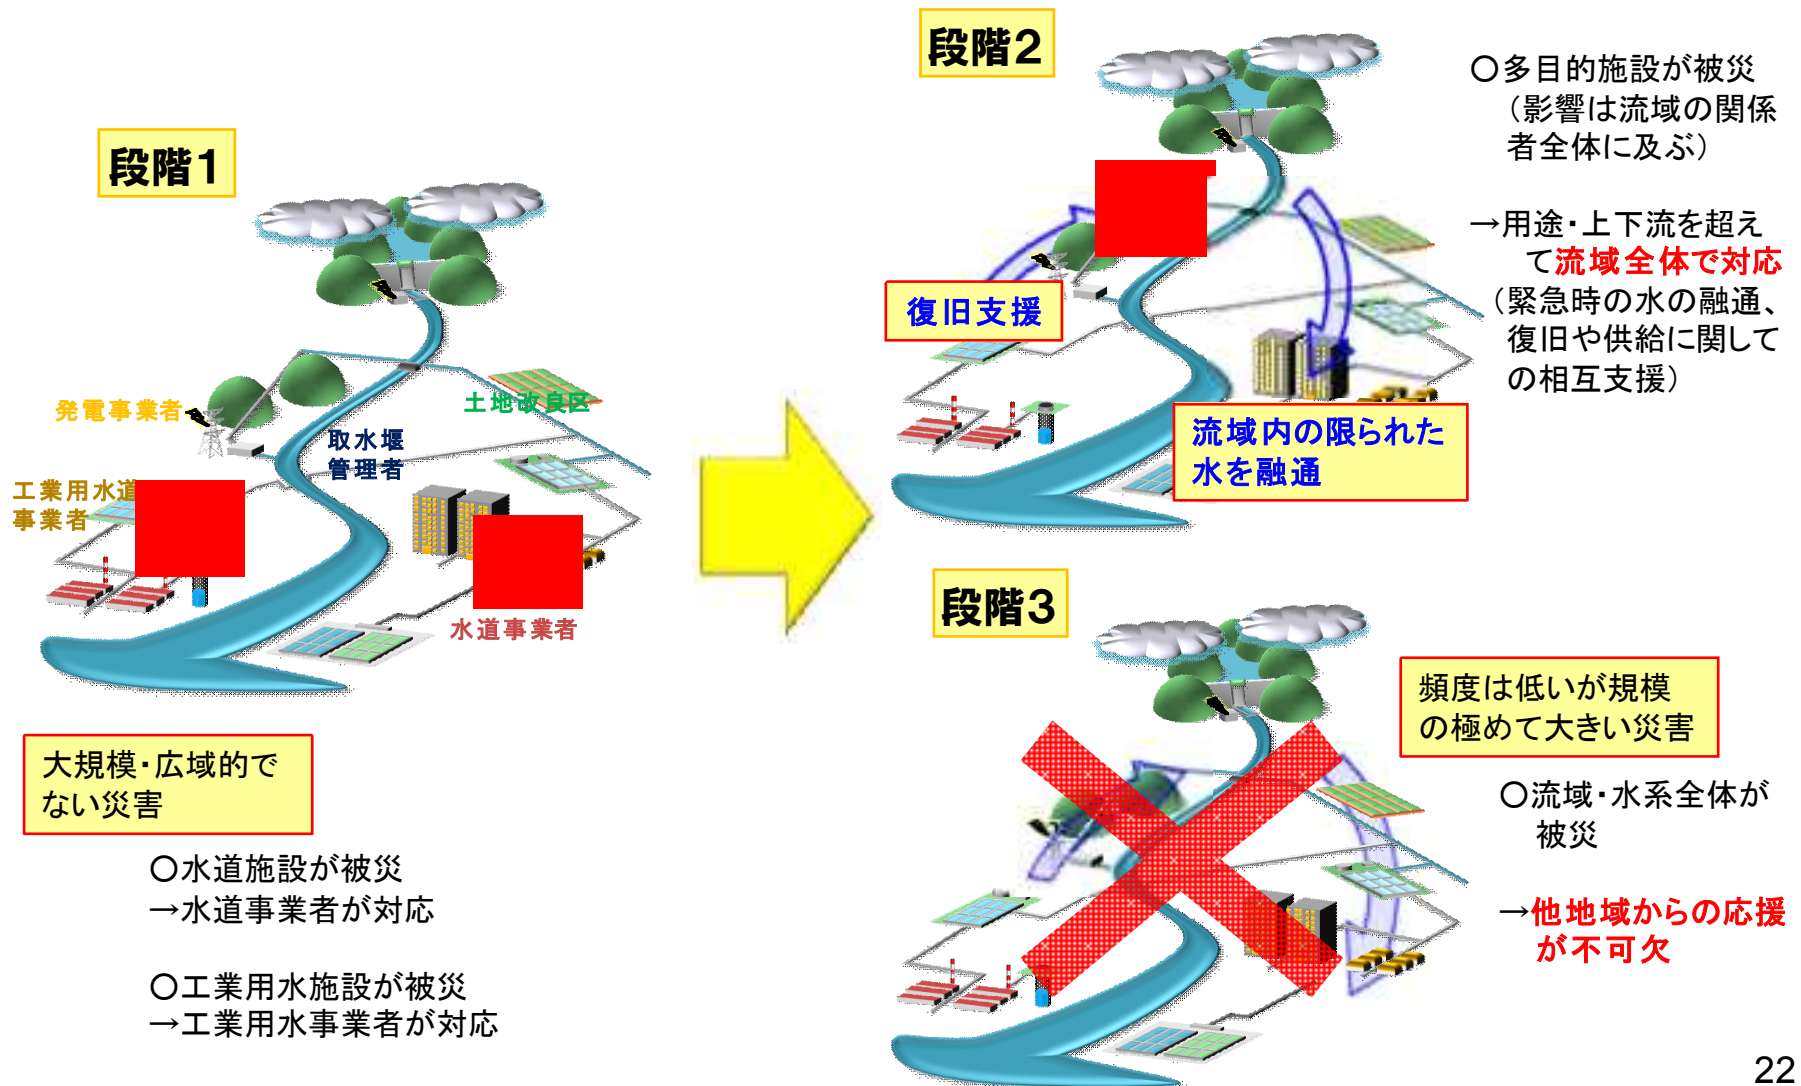 段階1
発電事業者
土地改良区
取水堰
管理者
工業用水道
事業者
水道事業者
大規模・広域的で
ない災害
〇水道施設が被災
→水道事業者が対応
〇工業用水施設が被災
→工業用水事業者が対応
段階2
復旧支援
流域内の限られた
水を融通
〇多目的施設が被災
（影響は流域の関係
者全体に及ぶ）
→用途・上下流を超え
て流域全体で対応
（緊急時の水の融通、
復旧や供給に関して
の相互支援）
段階3
頻度は低いが規模
の極めて大きい災害
〇流域・水系全体が
被災
→他地域からの応援
が不可欠
22